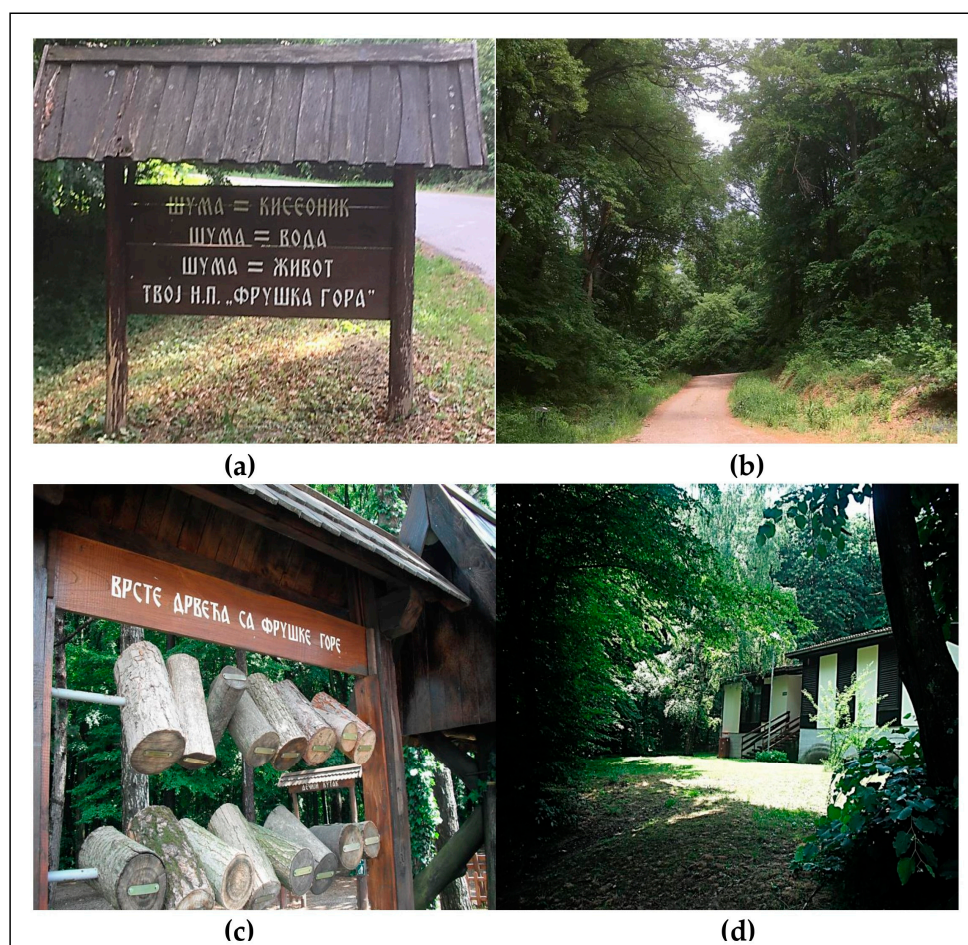 ШУМА = КИСЕОНИК
ШУМА = ВОДА
ШУМА = ЖИВОТ
ТВОЈ Н.П. „ФРУШКА ГОРА”
(a)
(b)
ВРСТЕ ДРВЕЋА СА ФРУШКЕ ГОРЕ
(c)
(d)